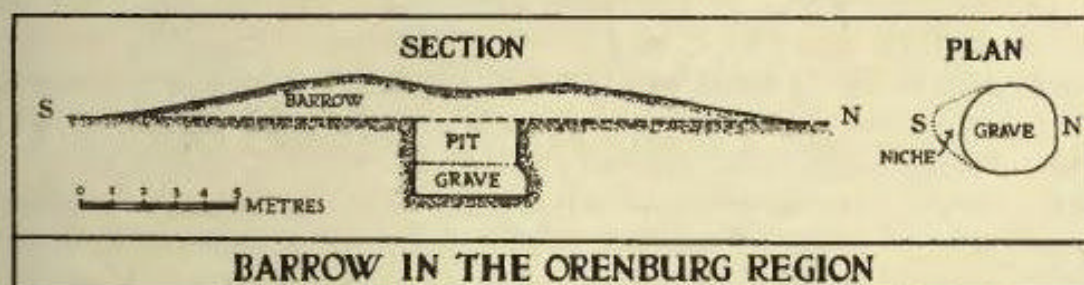 SECTION
PLAN
BARROW
S
N
PIT
GRAVE
S
GRAVE
N
NICHE
0 1 2 3 4 5
METRES
BARROW IN THE ORENBURG REGION